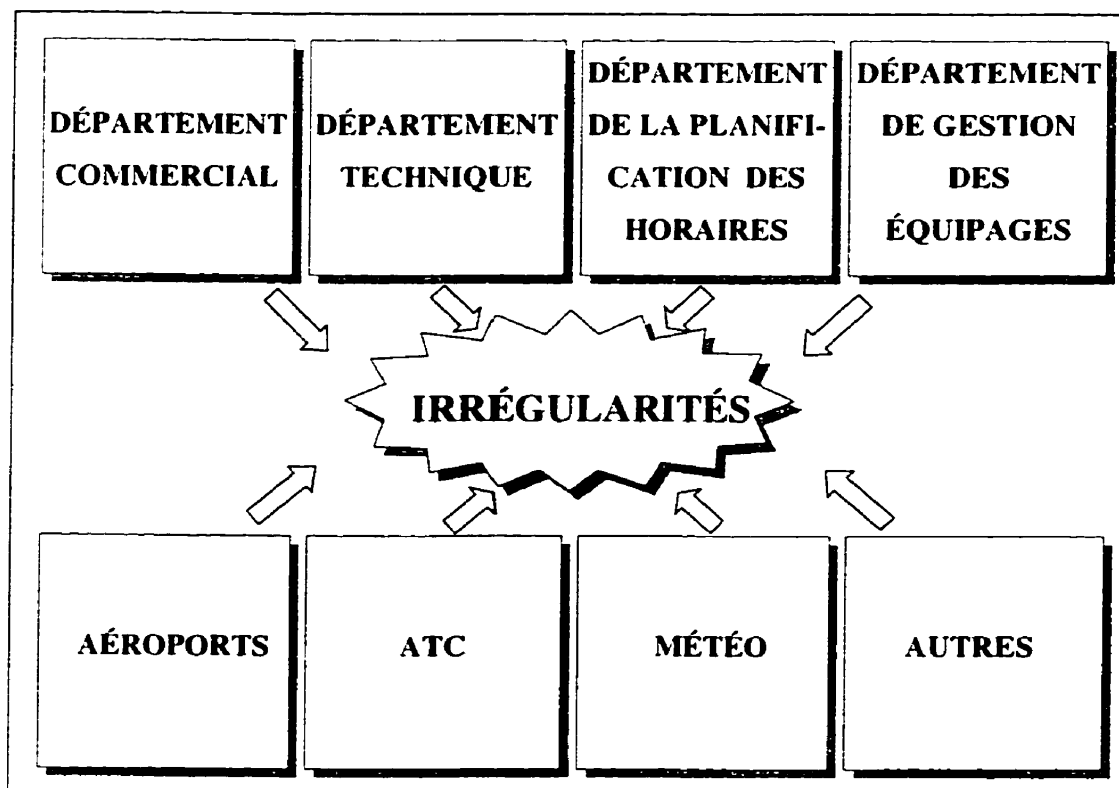 DÉPARTEMENT
COMMERCIAL
DÉPARTEMENT
TECHNIQUE
DÉPARTEMENT
DE LA PLANIFI-
CATION DES
HORAIRES
DÉPARTEMENT
DE GESTION
DES
ÉQUIPAGES
IRRÉGULARITÉS
AÉROPORTS
ATC
MÉTÉO
AUTRES